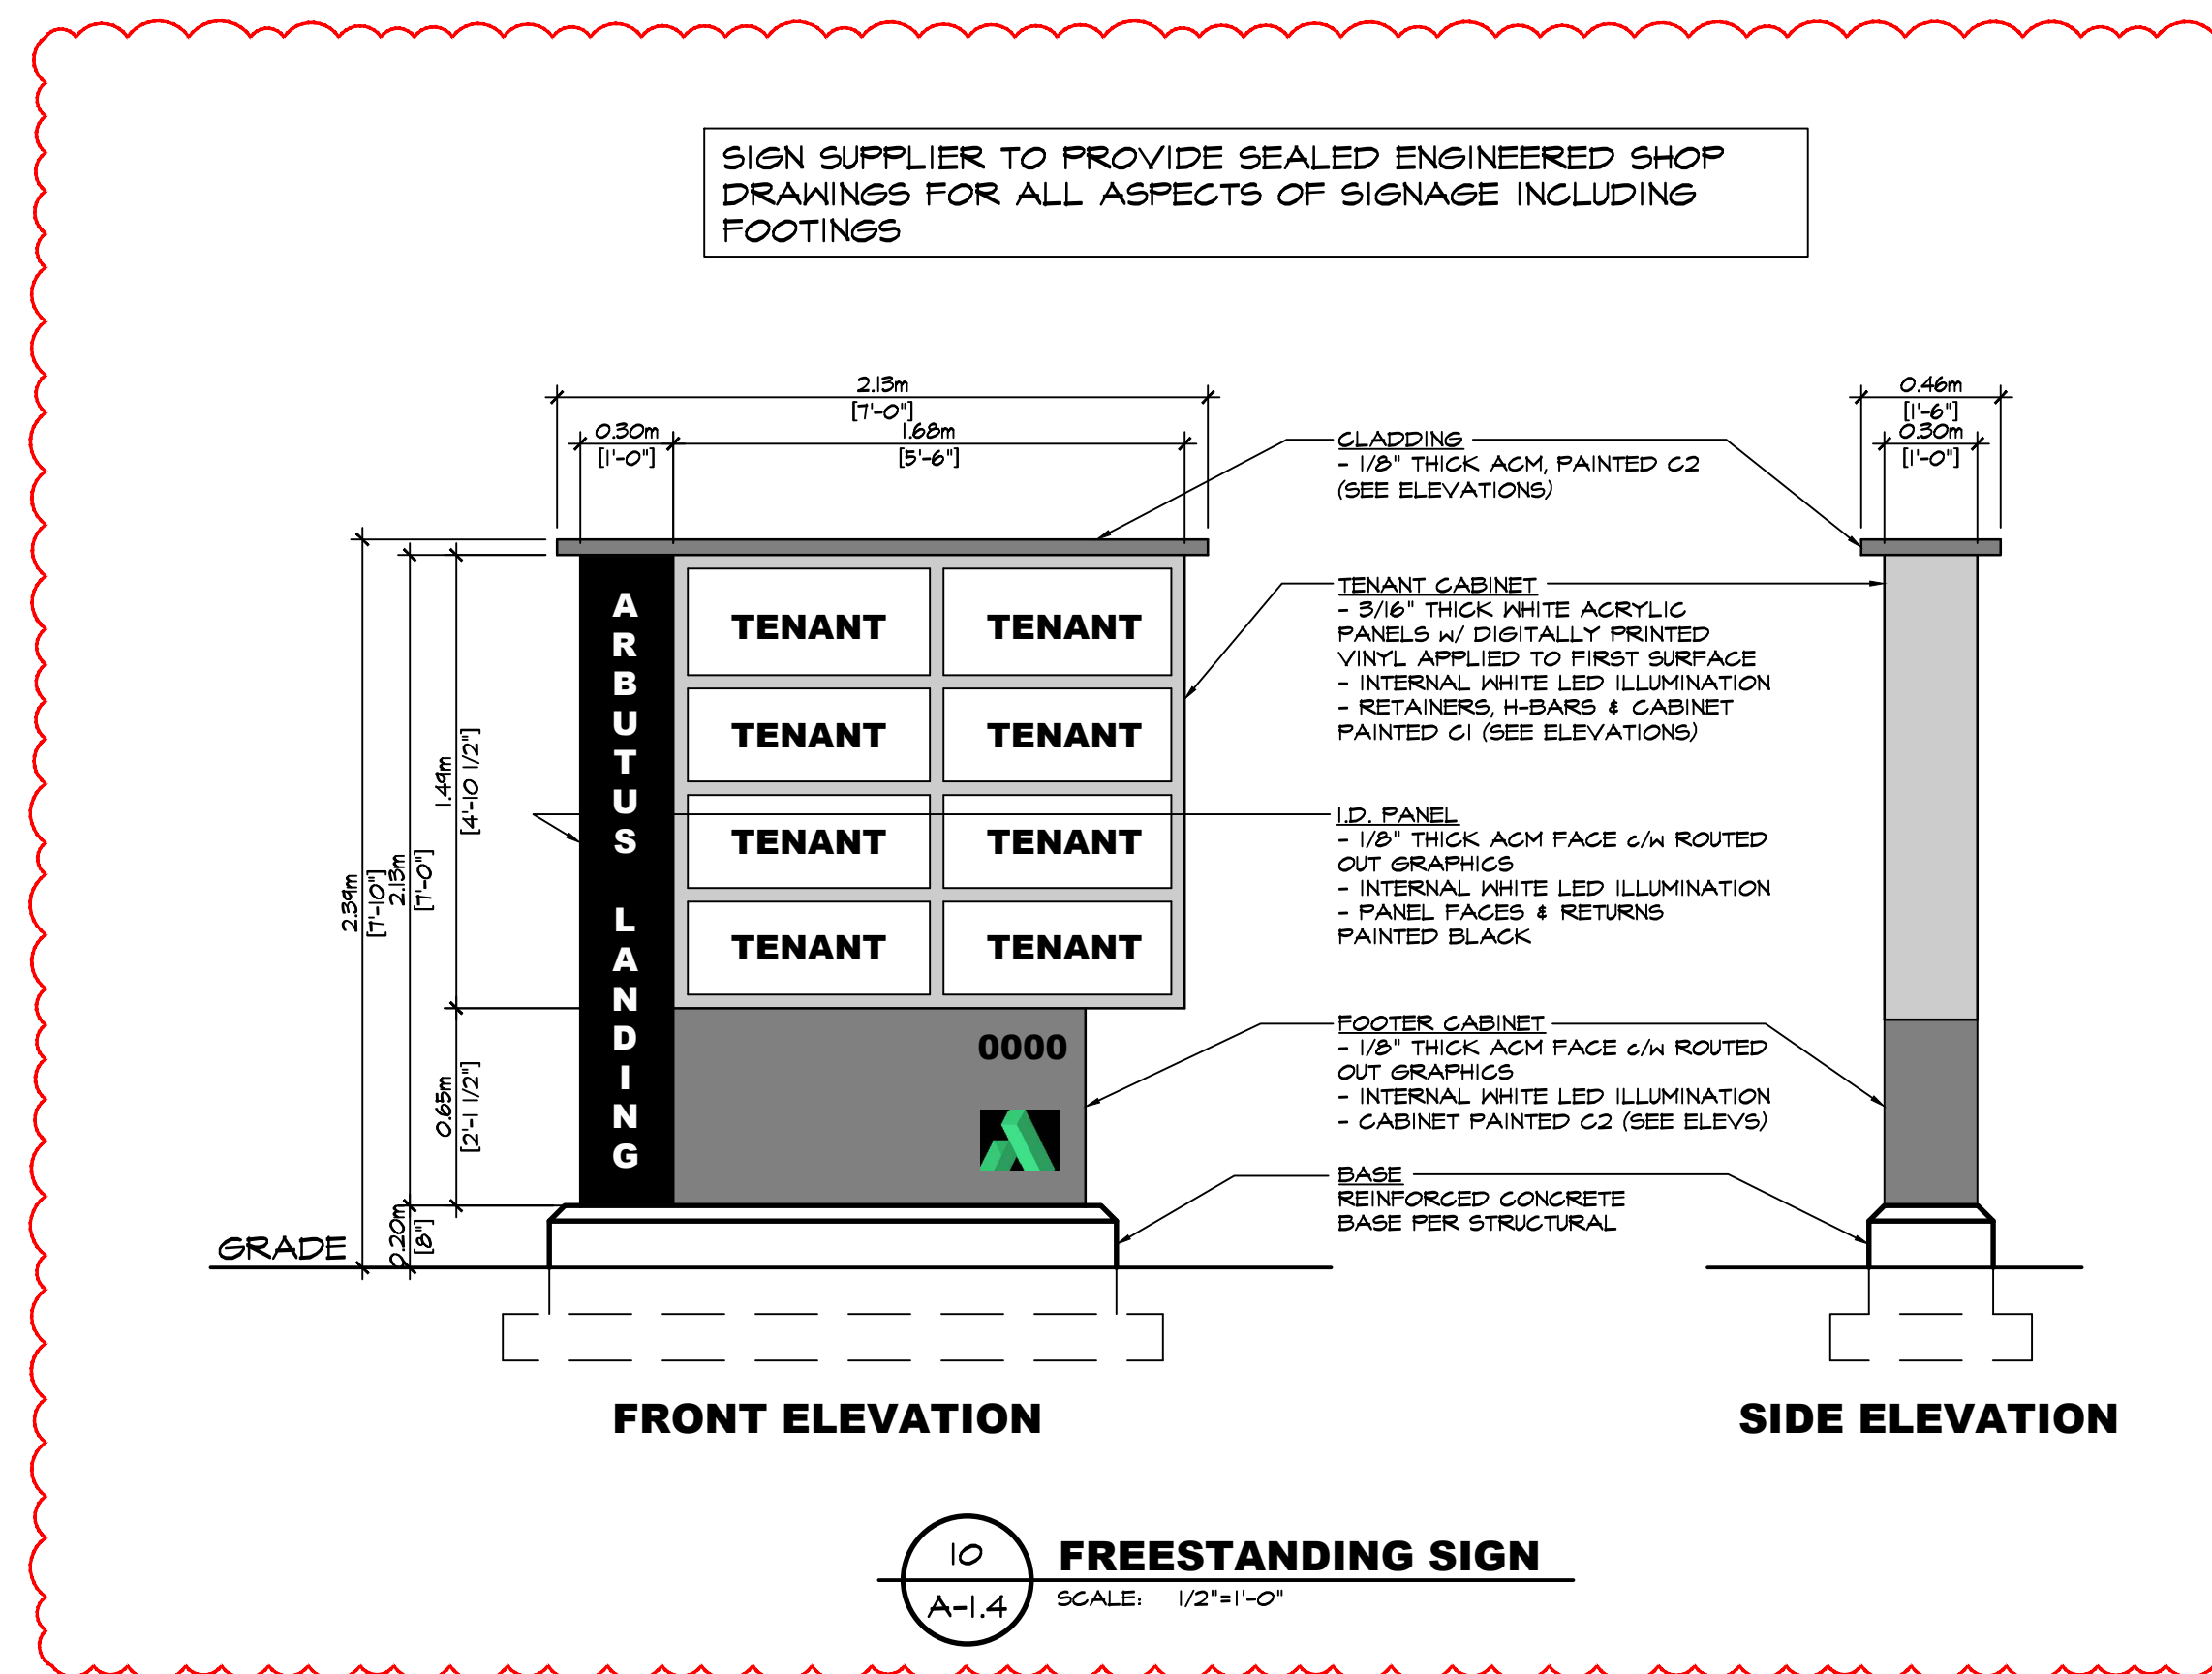 SIGN SUPPLIER TO PROVIDE SEALED ENGINEERED SHOP
DRAWINGS FOR ALL ASPECTS OF SIGNAGE INCLUDING
FOOTINGS
2.13m
[7'-0"]
0.30m
[1'-0"]
1.68m
[5'-6"]
0.46m
[1'-6"]
0.30m
[1'-0"]
CLADDING
- 1/8" THICK ACM, PAINTED C2
(SEE ELEVATIONS)
TENANT CABINET
- 3/16" THICK WHITE ACRYLIC
PANELS w/ DIGITALLY PRINTED
VINYL APPLIED TO FIRST SURFACE
- INTERNAL WHITE LED ILLUMINATION
- RETAINERS, H-BARS & CABINET
PAINTED C1 (SEE ELEVATIONS)
I.D. PANEL
- 1/8" THICK ACM FACE c/w ROUTED
OUT GRAPHICS
- INTERNAL WHITE LED ILLUMINATION
- PANEL FACES & RETURNS
PAINTED BLACK
FOOTER CABINET
- 1/8" THICK ACM FACE c/w ROUTED
OUT GRAPHICS
- INTERNAL WHITE LED ILLUMINATION
- CABINET PAINTED C2 (SEE ELEVS)
BASE
REINFORCED CONCRETE
BASE PER STRUCTURAL
2.39m
[7'-10"]
2.13m
[7'-0"]
1.49m
[4'-10 1/2"]
0.65m
[2'-1 1/2"]
0.20m
[8"]
GRADE
ARBUTUS LANDING
TENANT TENANT
TENANT TENANT
TENANT TENANT
TENANT TENANT
0000
FRONT ELEVATION
SIDE ELEVATION
10
A-1.4
FREESTANDING SIGN
SCALE: 1/2"=1'-0"